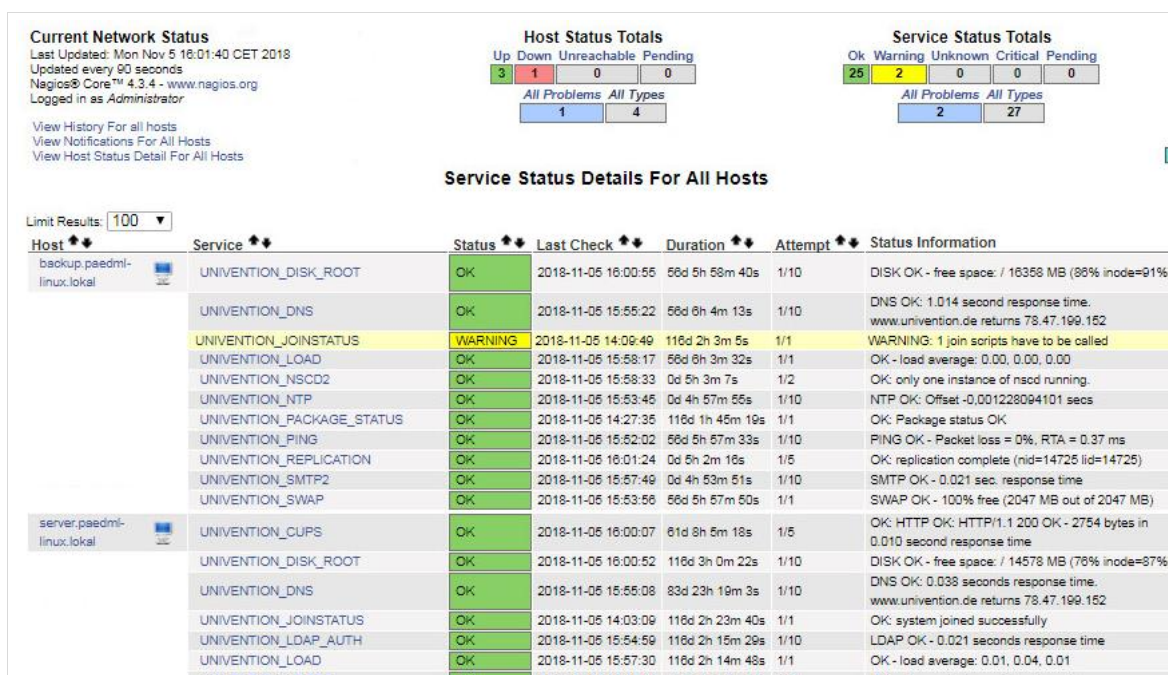 Current Network Status
Last Updated: Mon Nov 5 16:01:40 CET 2018
Updated every 90 seconds
Nagios® Core™ 4.3.4 - www.nagios.org
Logged in as Administrator
View History For all hosts
View Notifications For All Hosts
View Host Status Detail For All Hosts
Host Status Totals
Up Down Unreachable Pending
3 1 0 0
All Problems All Types
1 4
Service Status Totals
Ok Warning Unknown Critical Pending
25 2 0 0 0
All Problems All Types
2 27
Service Status Details For All Hosts
Limit Results: 100
Host Service Status Last Check Duration Attempt Status Information
backup.paedml-
linux.lokal
UNIVENTION_DISK_ROOT OK 2018-11-05 16:00:55 56d 5h 58m 40s 1/10 DISK OK - free space: / 16358 MB (86% inode=91%
UNIVENTION_DNS OK 2018-11-05 15:55:22 56d 6h 4m 13s 1/10 DNS OK: 1.014 second response time.
www.univention.de returns 78.47.199.152
UNIVENTION_JOINSTATUS WARNING 2018-11-05 14:09:49 116d 2h 3m 5s 1/1 WARNING: 1 join scripts have to be called
UNIVENTION_LOAD OK 2018-11-05 15:58:17 56d 6h 3m 32s 1/1 OK - load average: 0.00, 0.00, 0.00
UNIVENTION_NSCD2 OK 2018-11-05 15:58:33 0d 5h 3m 7s 1/2 OK: only one instance of nscd running.
UNIVENTION_NTP OK 2018-11-05 15:53:45 0d 4h 57m 55s 1/10 NTP OK: Offset -0,001228094101 secs
UNIVENTION_PACKAGE_STATUS OK 2018-11-05 14:27:35 116d 1h 45m 19s 1/1 OK: Package status OK
UNIVENTION_PING OK 2018-11-05 15:52:02 56d 5h 57m 33s 1/10 PING OK - Packet loss = 0%, RTA = 0.37 ms
UNIVENTION_REPLICATION OK 2018-11-05 16:01:24 0d 5h 2m 16s 1/5 OK: replication complete (nid=14725 lid=14725)
UNIVENTION_SMTP2 OK 2018-11-05 15:57:49 0d 4h 53m 51s 1/10 SMTP OK - 0.021 sec. response time
UNIVENTION_SWAP OK 2018-11-05 15:53:56 56d 5h 57m 50s 1/1 SWAP OK - 100% free (2047 MB out of 2047 MB)
server.paedml-
linux.lokal
UNIVENTION_CUPS OK 2018-11-05 16:00:07 61d 8h 5m 18s 1/5 OK: HTTP OK: HTTP/1.1 200 OK - 2754 bytes in
0.010 second response time
UNIVENTION_DISK_ROOT OK 2018-11-05 16:00:52 116d 3h 0m 22s 1/10 DISK OK - free space: / 14578 MB (76% inode=87%
UNIVENTION_DNS OK 2018-11-05 15:55:08 83d 23h 19m 3s 1/10 DNS OK: 0.038 seconds response time.
www.univention.de returns 78.47.199.152
UNIVENTION_JOINSTATUS OK 2018-11-05 14:03:09 116d 2h 23m 40s 1/1 OK: system joined successfully
UNIVENTION_LDAP_AUTH OK 2018-11-05 15:54:59 116d 2h 15m 29s 1/10 LDAP OK - 0.021 seconds response time
UNIVENTION_LOAD OK 2018-11-05 15:57:30 116d 2h 14m 48s 1/1 OK - load average: 0.01, 0.04, 0.01